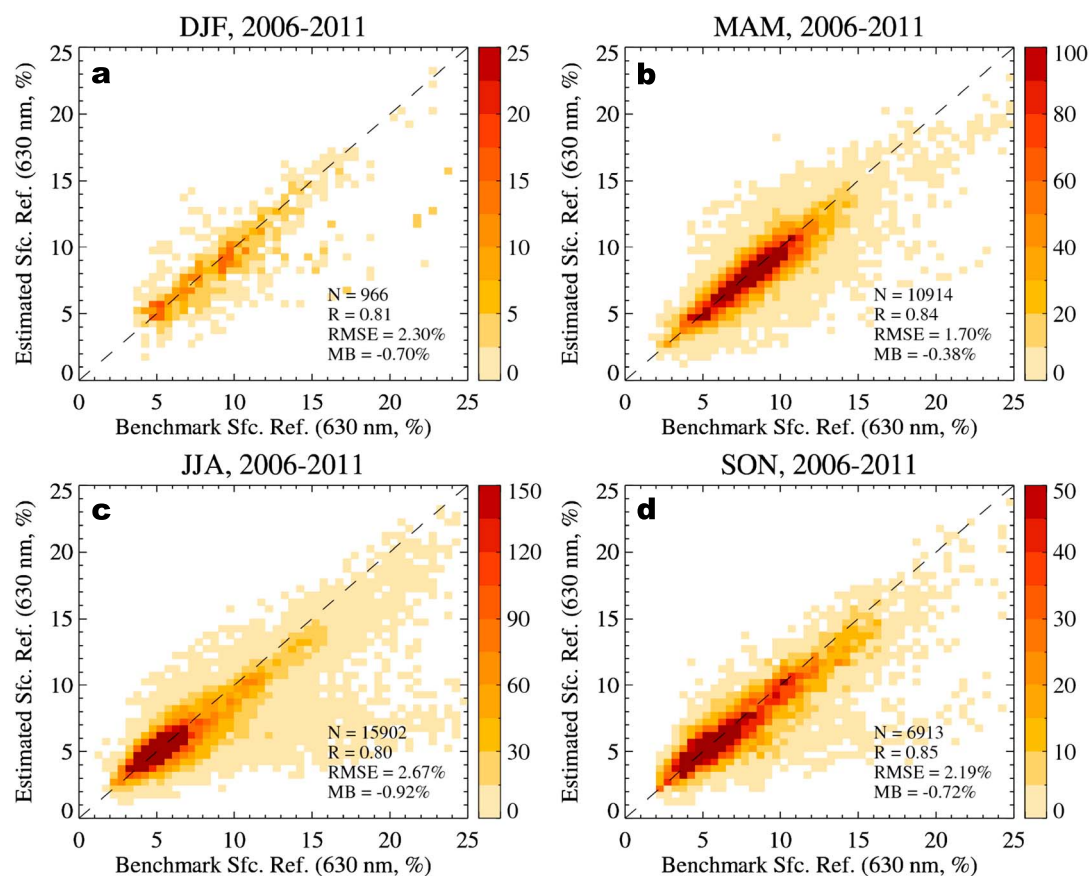 DJF, 2006-2011
a
Estimated Sfc. Ref. (630 nm, %)
25
20
15
10
5
0
N = 966
R = 0.81
RMSE = 2.30%
MB = -0.70%
0 5 10 15 20 25
Benchmark Sfc. Ref. (630 nm, %)
25
20
15
10
5
0
MAM, 2006-2011
b
Estimated Sfc. Ref. (630 nm, %)
25
20
15
10
5
0
N = 10914
R = 0.84
RMSE = 1.70%
MB = -0.38%
0 5 10 15 20 25
Benchmark Sfc. Ref. (630 nm, %)
100
80
60
40
20
0
JJA, 2006-2011
c
Estimated Sfc. Ref. (630 nm, %)
25
20
15
10
5
0
N = 15902
R = 0.80
RMSE = 2.67%
MB = -0.92%
0 5 10 15 20 25
Benchmark Sfc. Ref. (630 nm, %)
150
120
90
60
30
0
SON, 2006-2011
d
Estimated Sfc. Ref. (630 nm, %)
25
20
15
10
5
0
N = 6913
R = 0.85
RMSE = 2.19%
MB = -0.72%
0 5 10 15 20 25
Benchmark Sfc. Ref. (630 nm, %)
50
40
30
20
10
0